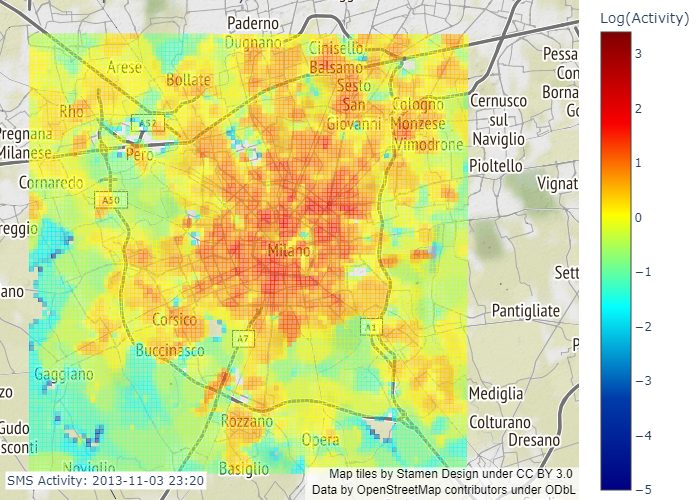 Paderno
Dugnano
Cinisello
Balsamo
Arese
Bollate
Sesto
San
Giovanni
Cologno
Monzese
Vimodrone
Rho
A52
Pero
Pregnana
Milanese
Cornaredo
A50
reggio
ano
Milano
Cernusco
sul
Naviglio
Pioltello
Pessa
Con
Borna
Go
Vignat
Sett
Pantigliate
P
Corsico
A7
A1
Buccinasco
Gaggiano
zo
Gudo
sconti
Rozzano
Opera
Mediglia
Colturano
Dresano
Noviglio
Basiglio
SMS Activity: 2013-11-03 23:20
Map tiles by Stamen Design under CC BY 3.0
Data by OpenStreetMap contributors under ODbL
Log(Activity)
3
2
1
0
−1
−2
−3
−4
−5